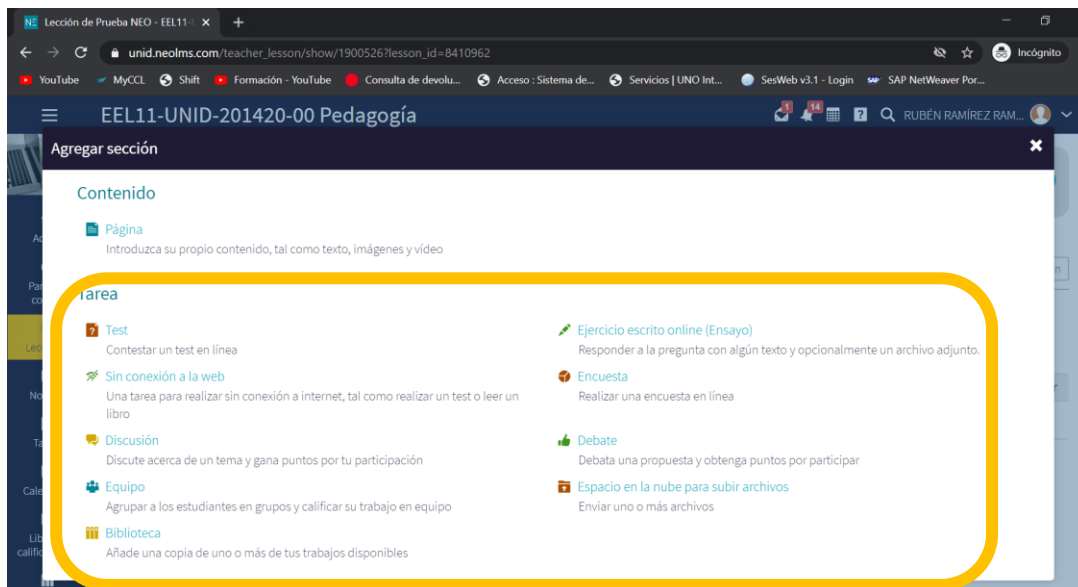 NE Lección de Prueba NEO - EEL11-
unid.neolms.com/teacher_lesson/show/1900526?lesson_id=8410962
Incógnito
YouTube MyCCL Shift Formación - YouTube Consulta de devolu... Acceso : Sistema de... Servicios | UNO Int... SesWeb v3.1 - Login SAP NetWeaver Por...
EEL11-UNID-201420-00 Pedagogía
1 14 RUBÉN RAMÍREZ RAM...
Agregar sección
Contenido
Página
Introduzca su propio contenido, tal como texto, imágenes y vídeo
Tarea
Test
Contestar un test en línea
Sin conexión a la web
Una tarea para realizar sin conexión a internet, tal como realizar un test o leer un
libro
Discusión
Discute acerca de un tema y gana puntos por tu participación
Equipo
Agrupar a los estudiantes en grupos y calificar su trabajo en equipo
Biblioteca
Añade una copia de uno o más de tus trabajos disponibles
Ejercicio escrito online (Ensayo)
Responder a la pregunta con algún texto y opcionalmente un archivo adjunto.
Encuesta
Realizar una encuesta en línea
Debate
Debata una propuesta y obtenga puntos por participar
Espacio en la nube para subir archivos
Enviar uno o más archivos